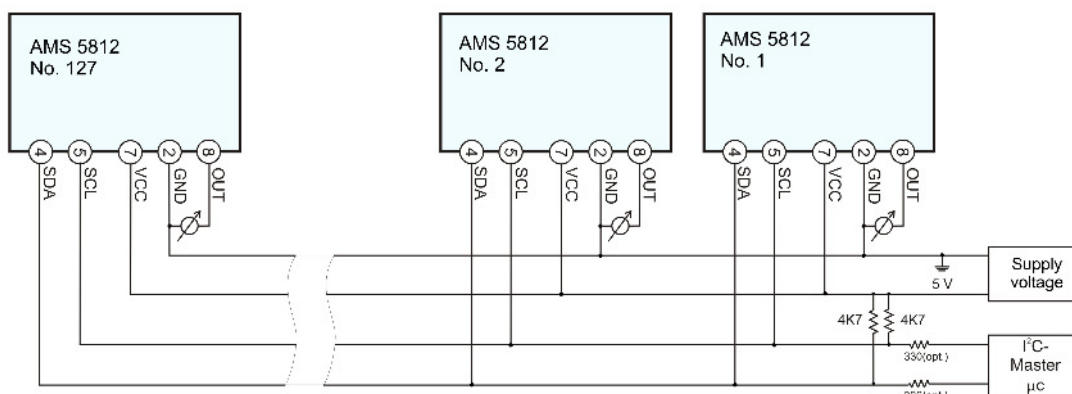 AMS 5812
No. 127
AMS 5812
No. 2
AMS 5812
No. 1
4
5
7
2
8
4
5
7
2
8
4
5
7
2
8
SDA
SCL
VCC
GND
OUT
SDA
SCL
VCC
GND
OUT
SDA
SCL
VCC
GND
OUT
5 V
Supply
voltage
4K7
4K7
330(opt.)
I²C-
Master
µC